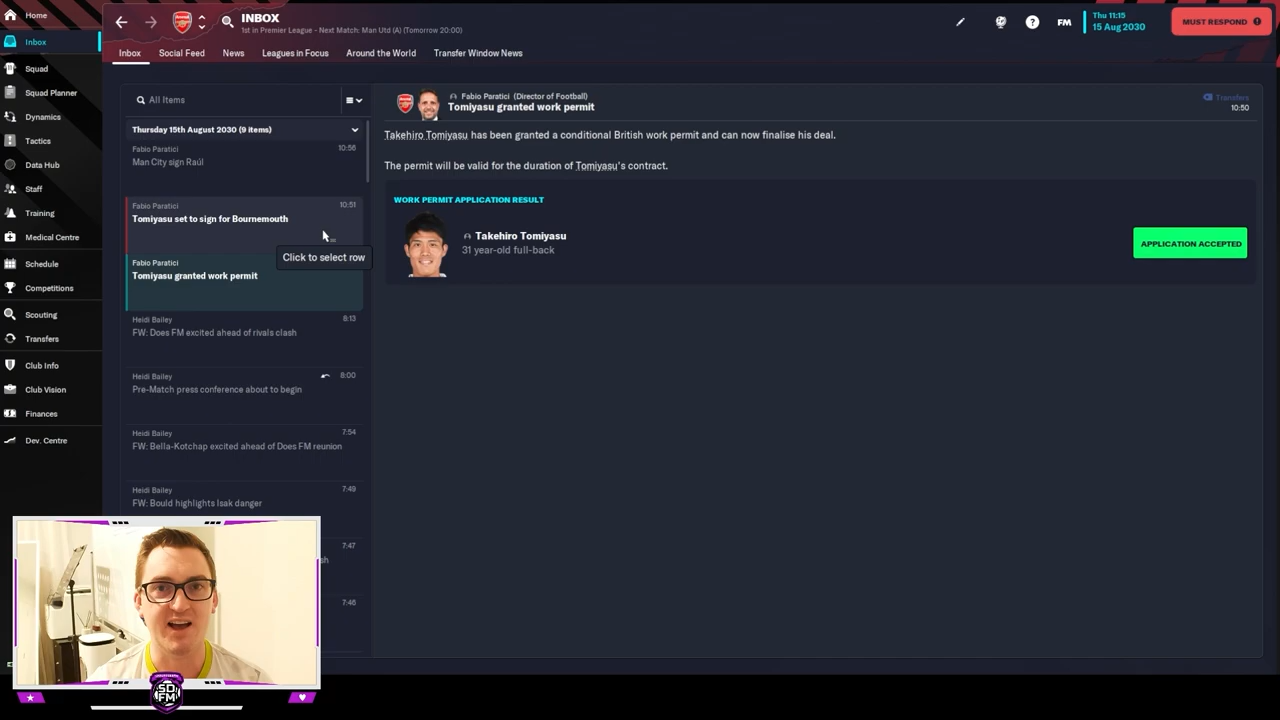 Home
Inbox
Squad
Squad Planner
Dynamics
Tactics
Data Hub
Staff
Training
Medical Centre
Schedule
Competitions
Scouting
Transfers
Club Info
Club Vision
Finances
Dev. Centre
INBOX
1st in Premier League - Next Match: Man Utd (A) (Tomorrow 20:00)
FM
Thu 11:15
15 Aug 2030
MUST RESPOND
Inbox Social Feed News Leagues in Focus Around the World Transfer Window News
All Items
Thursday 15th August 2030 (9 items)
Fabio Paratici 10:56
Man City sign Raúl
Fabio Paratici 10:51
Tomiyasu set to sign for Bournemouth
Click to select row
Fabio Paratici
Tomiyasu granted work permit
Heidi Bailey 8:13
FW: Does FM excited ahead of rivals clash
Heidi Bailey 8:00
Pre-Match press conference about to begin
Heidi Bailey 7:54
FW: Bella-Kotchap excited ahead of Does FM reunion
Heidi Bailey 7:49
FW: Bould highlights Isak danger
7:47
7:46
Fabio Paratici (Director of Football)
Tomiyasu granted work permit
Transfers
10:50
Takehiro Tomiyasu has been granted a conditional British work permit and can now finalise his deal.
The permit will be valid for the duration of Tomiyasu's contract.
WORK PERMIT APPLICATION RESULT
Takehiro Tomiyasu
31 year-old full-back
APPLICATION ACCEPTED
SD
FM